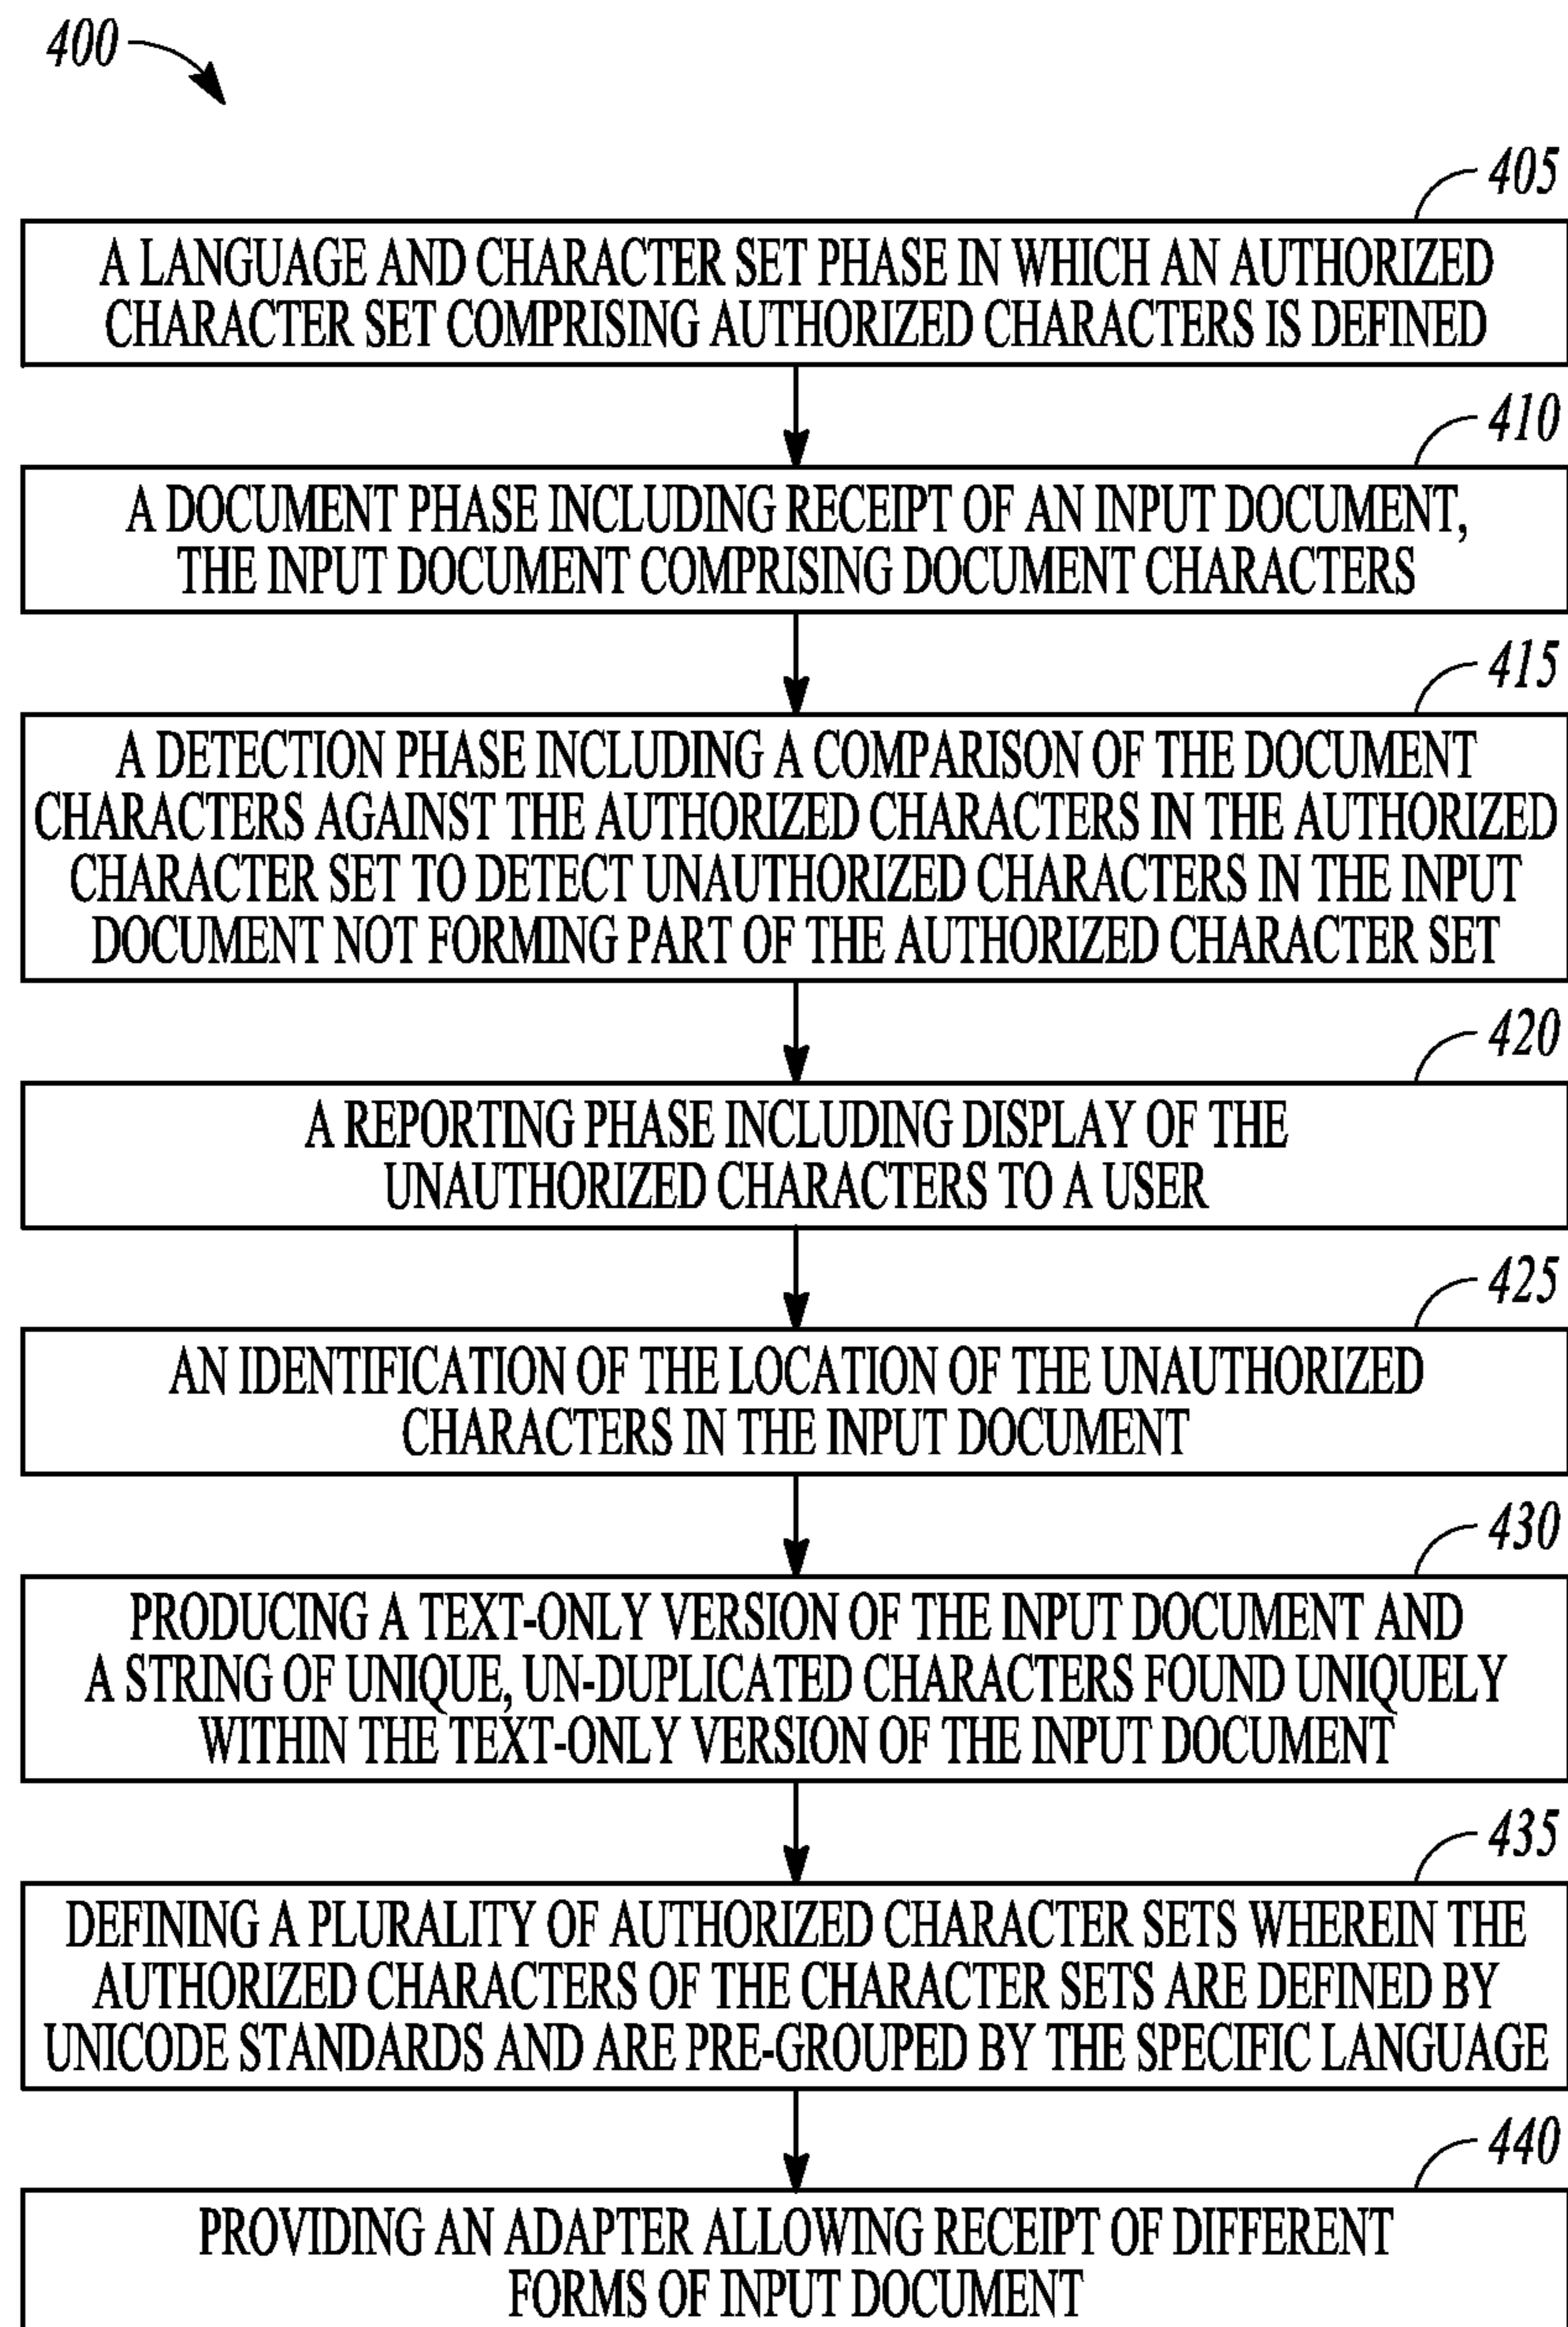 400
405
A LANGUAGE AND CHARACTER SET PHASE IN WHICH AN AUTHORIZED
CHARACTER SET COMPRISING AUTHORIZED CHARACTERS IS DEFINED
410
A DOCUMENT PHASE INCLUDING RECEIPT OF AN INPUT DOCUMENT,
THE INPUT DOCUMENT COMPRISING DOCUMENT CHARACTERS
415
A DETECTION PHASE INCLUDING A COMPARISON OF THE DOCUMENT
CHARACTERS AGAINST THE AUTHORIZED CHARACTERS IN THE AUTHORIZED
CHARACTER SET TO DETECT UNAUTHORIZED CHARACTERS IN THE INPUT
DOCUMENT NOT FORMING PART OF THE AUTHORIZED CHARACTER SET
420
A REPORTING PHASE INCLUDING DISPLAY OF THE
UNAUTHORIZED CHARACTERS TO A USER
425
AN IDENTIFICATION OF THE LOCATION OF THE UNAUTHORIZED
CHARACTERS IN THE INPUT DOCUMENT
430
PRODUCING A TEXT-ONLY VERSION OF THE INPUT DOCUMENT AND
A STRING OF UNIQUE, UN-DUPLICATED CHARACTERS FOUND UNIQUELY
WITHIN THE TEXT-ONLY VERSION OF THE INPUT DOCUMENT
435
DEFINING A PLURALITY OF AUTHORIZED CHARACTER SETS WHEREIN THE
AUTHORIZED CHARACTERS OF THE CHARACTER SETS ARE DEFINED BY
UNICODE STANDARDS AND ARE PRE-GROUPED BY THE SPECIFIC LANGUAGE
440
PROVIDING AN ADAPTER ALLOWING RECEIPT OF DIFFERENT
FORMS OF INPUT DOCUMENT